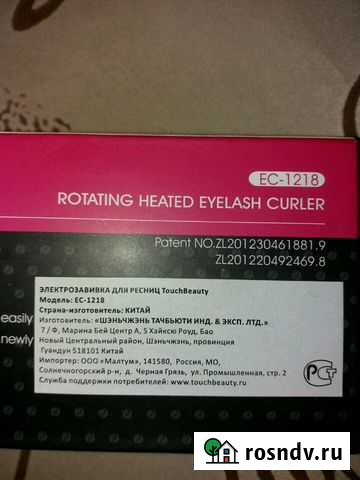 EC-1218
ROTATING HEATED EYELASH CURLER
Patent NO.ZL201230461881.9
ZL201220492469.8
easily
newly
ЭЛЕКТРОЗАВИВКА ДЛЯ РЕСНИЦ TouchBeauty
Модель: EC-1218
Страна-изготовитель: КИТАЙ
Изготовитель: «ШЭНЬЧЖЭНЬ ТАЧБЬЮТИ ИНД. & ЭКСП. ЛТД.»
7 / Ф, Марина Бей Центр А, 5 Хайксю Роуд, Бао
Новый Центральный район, Шэньчжэнь, провинция
Гуандун 518101 Китай
Импортер: ООО «Малтум», 141580, Россия, МО,
Солнечногорский р-н, д. Черная Грязь, ул. Промышленная, стр. 2
Служба поддержки потребителей: www.touchbeauty.ru
rosndv.ru